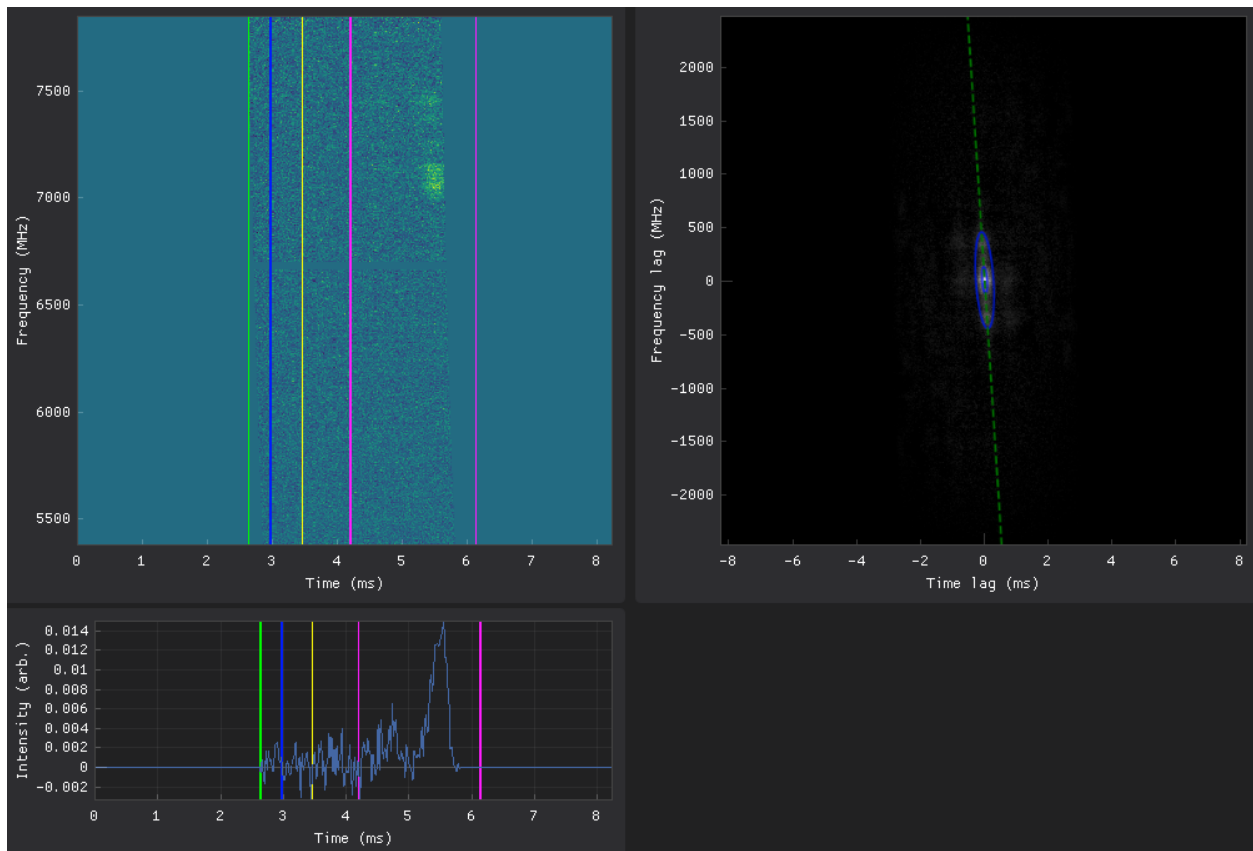 7500
7000
6500
6000
5500
Frequency (MHz)
0 1 2 3 4 5 6 7 8
Time (ms)
2000
1500
1000
500
0
-500
-1000
-1500
-2000
Frequency lag (MHz)
-8 -6 -4 -2 0 2 4 6 8
Time lag (ms)
0.014
0.012
0.01
0.008
0.006
0.004
0.002
0
-0.002
Intensity (arb.)
0 1 2 3 4 5 6 7 8
Time (ms)